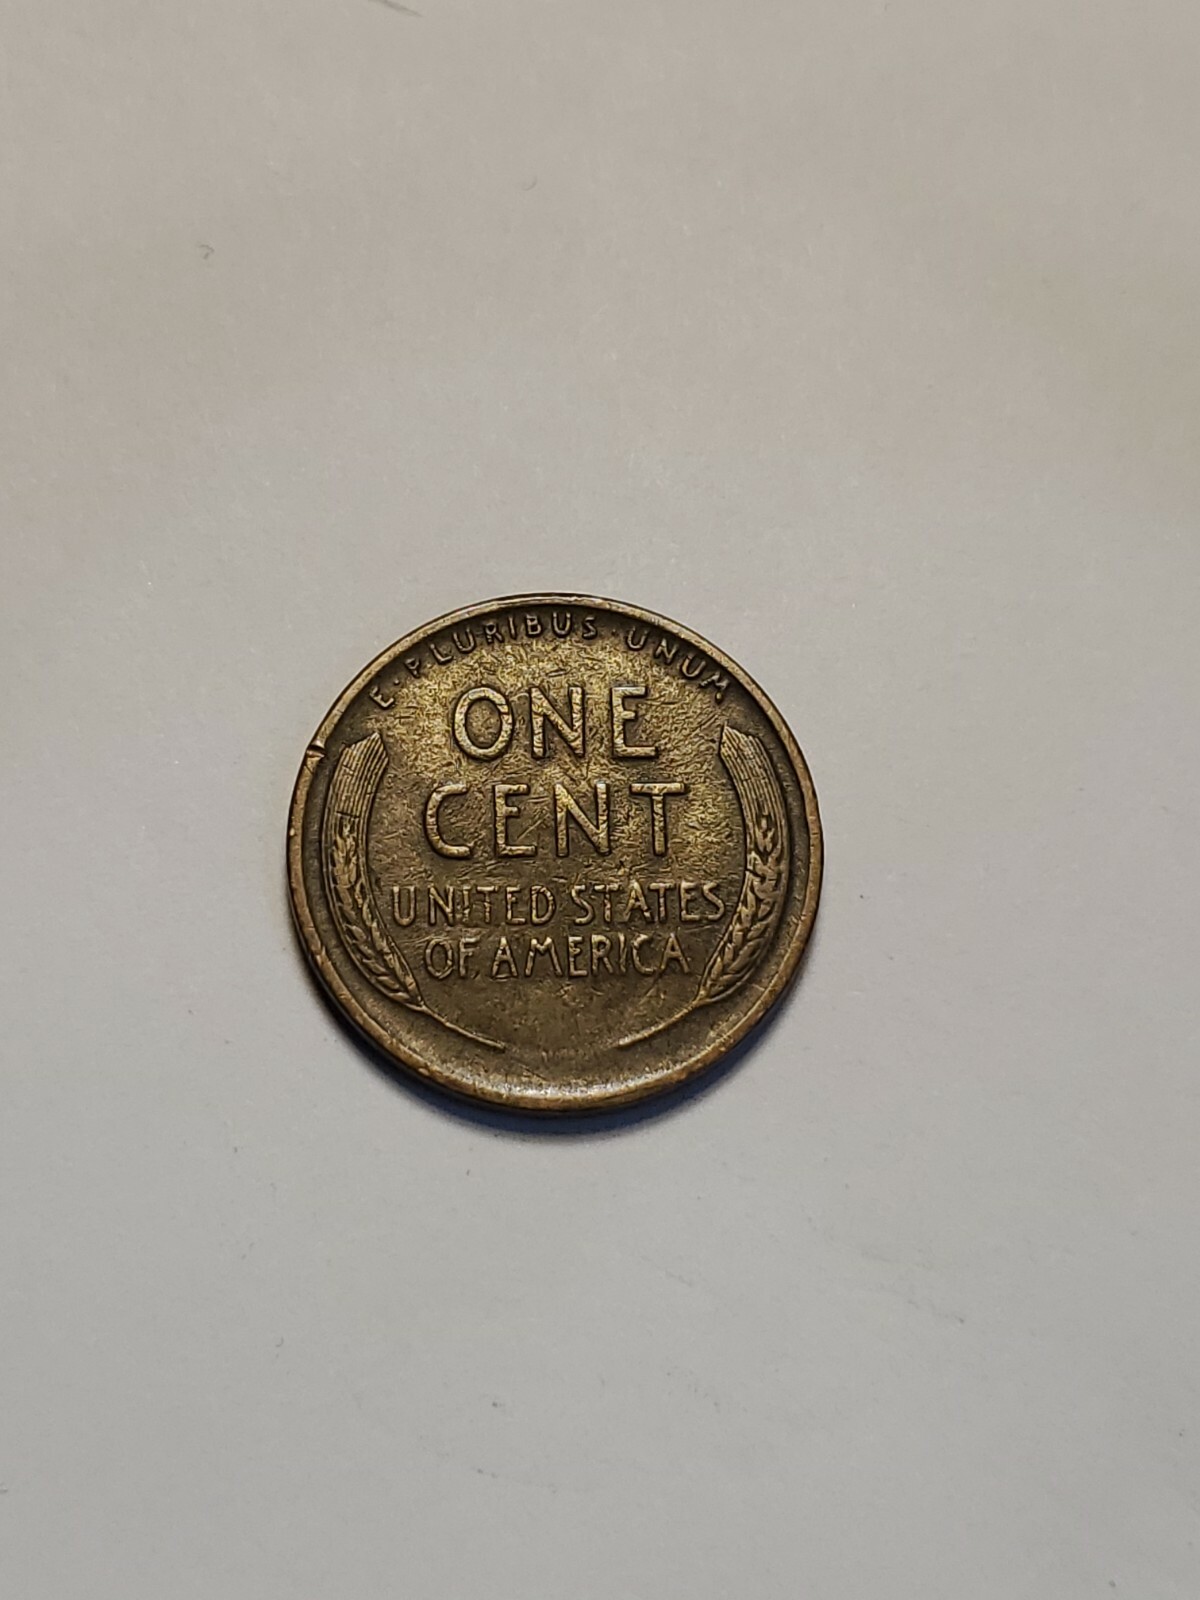 E · PLURIBUS · UNUM
ONE
CENT
UNITED STATES
OF AMERICA